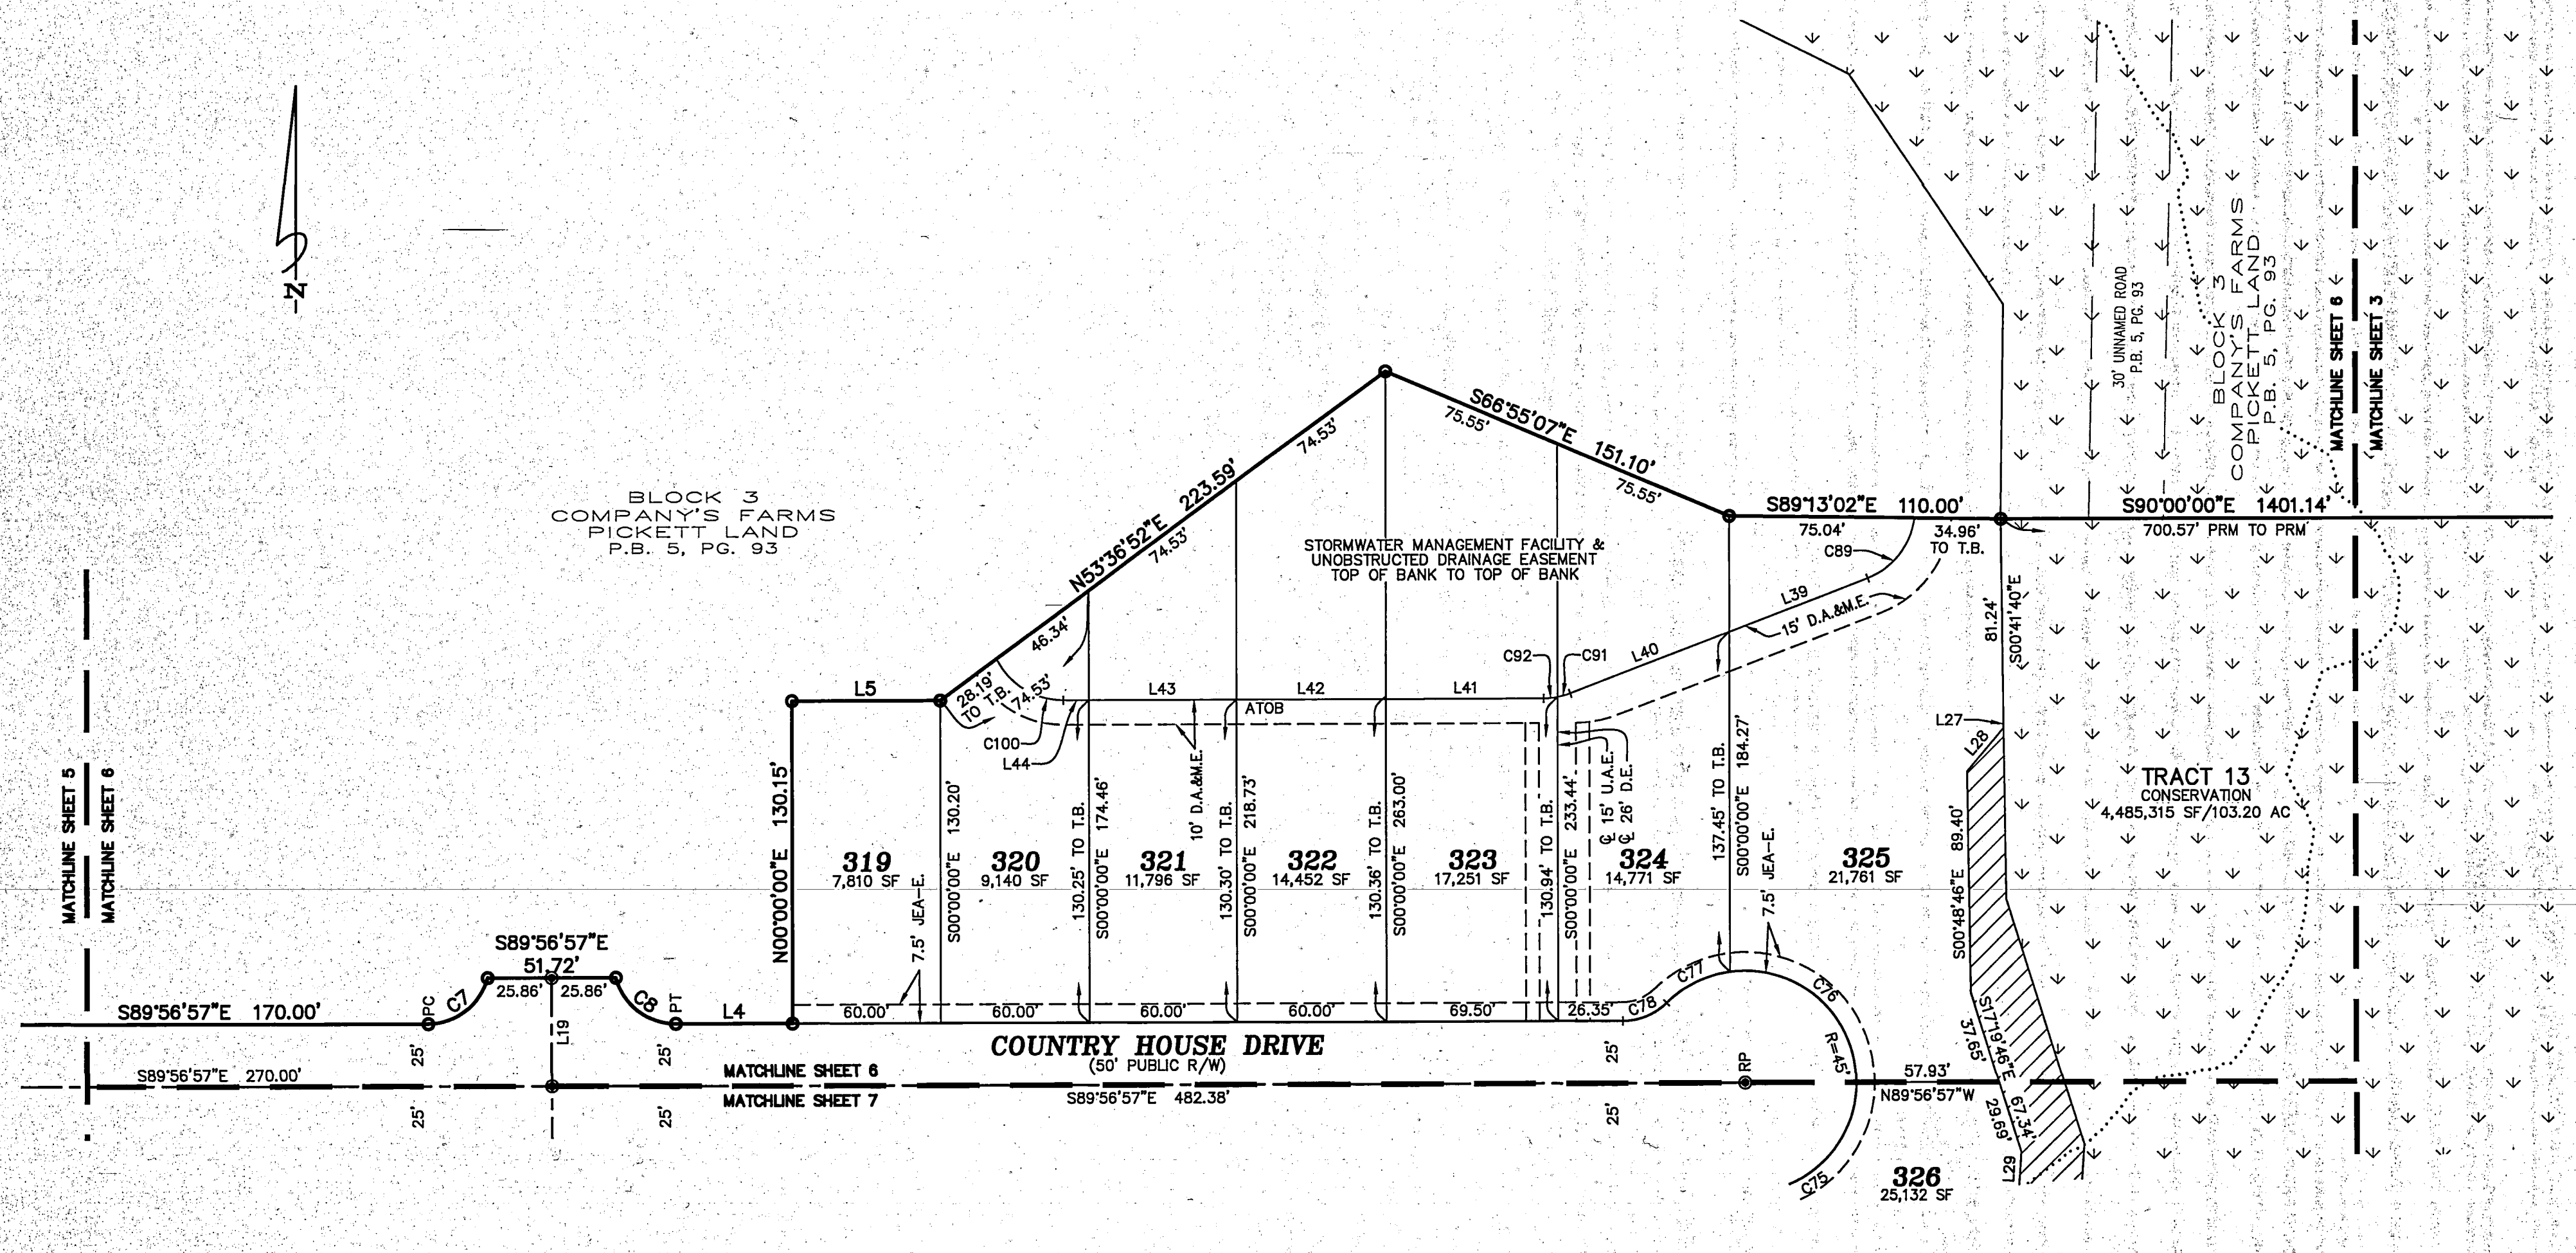 N
BLOCK 3
COMPANY'S FARMS
PICKETT LAND
P.B. 5, PG. 93
30' UNNAMED ROAD
P.B. 5, PG. 93
BLOCK 3
COMPANY'S FARMS
PICKETT LAND
P.B. 5, PG. 93
MATCHLINE SHEET 6
MATCHLINE SHEET 3
N53°36'52"E 223.59'
74.53'
74.53'
46.34'
74.53'
28.19'
TO T.B.
S66°55'07"E 151.10'
75.55'
75.55'
S89°13'02"E 110.00'
75.04'
34.96'
TO T.B.
C89
S90°00'00"E 1401.14'
700.57' PRM TO PRM
STORMWATER MANAGEMENT FACILITY &
UNOBSTRUCTED DRAINAGE EASEMENT
TOP OF BANK TO TOP OF BANK
L39
15' D.A.&M.E.
L40
C92
C91
81.24'
S00°41'40"E
L5
L43
L42
L41
ATOB
C100
L44
10' D.A.&M.E.
L27
L28
MATCHLINE SHEET 5
MATCHLINE SHEET 6
N00°00'00"E 130.15'
S00°00'00"E 130.20'
130.25' TO T.B.
S00°00'00"E 174.46'
130.30' TO T.B.
S00°00'00"E 218.73'
130.36' TO T.B.
S00°00'00"E 263.00'
130.94' TO T.B.
S00°00'00"E 233.44'
℄ 15' U.A.E.
℄ 26' D.E.
137.45' TO T.B.
S00°00'00"E 184.27'
7.5' JEA-E.
7.5' JEA-E.
319
7,810 SF
320
9,140 SF
321
11,796 SF
322
14,452 SF
323
17,251 SF
324
14,771 SF
325
21,761 SF
S00°48'46"E 89.40'
TRACT 13
CONSERVATION
4,485,315 SF/103.20 AC
S89°56'57"E
51.72'
25.86'
25.86'
S89°56'57"E 170.00'
PC
C7
C8
PT
L4
L19
60.00'
60.00'
60.00'
60.00'
69.50'
26.35'
C78
C77
C76
R=45'
C75
COUNTRY HOUSE DRIVE
(50' PUBLIC R/W)
25'
25'
25'
25'
25'
25'
S89°56'57"E 270.00'
MATCHLINE SHEET 6
MATCHLINE SHEET 7
S89°56'57"E 482.38'
RP
57.93'
N89°56'57"W
S17°19'46"E 67.34'
37.65'
29.69'
L29
326
25,132 SF